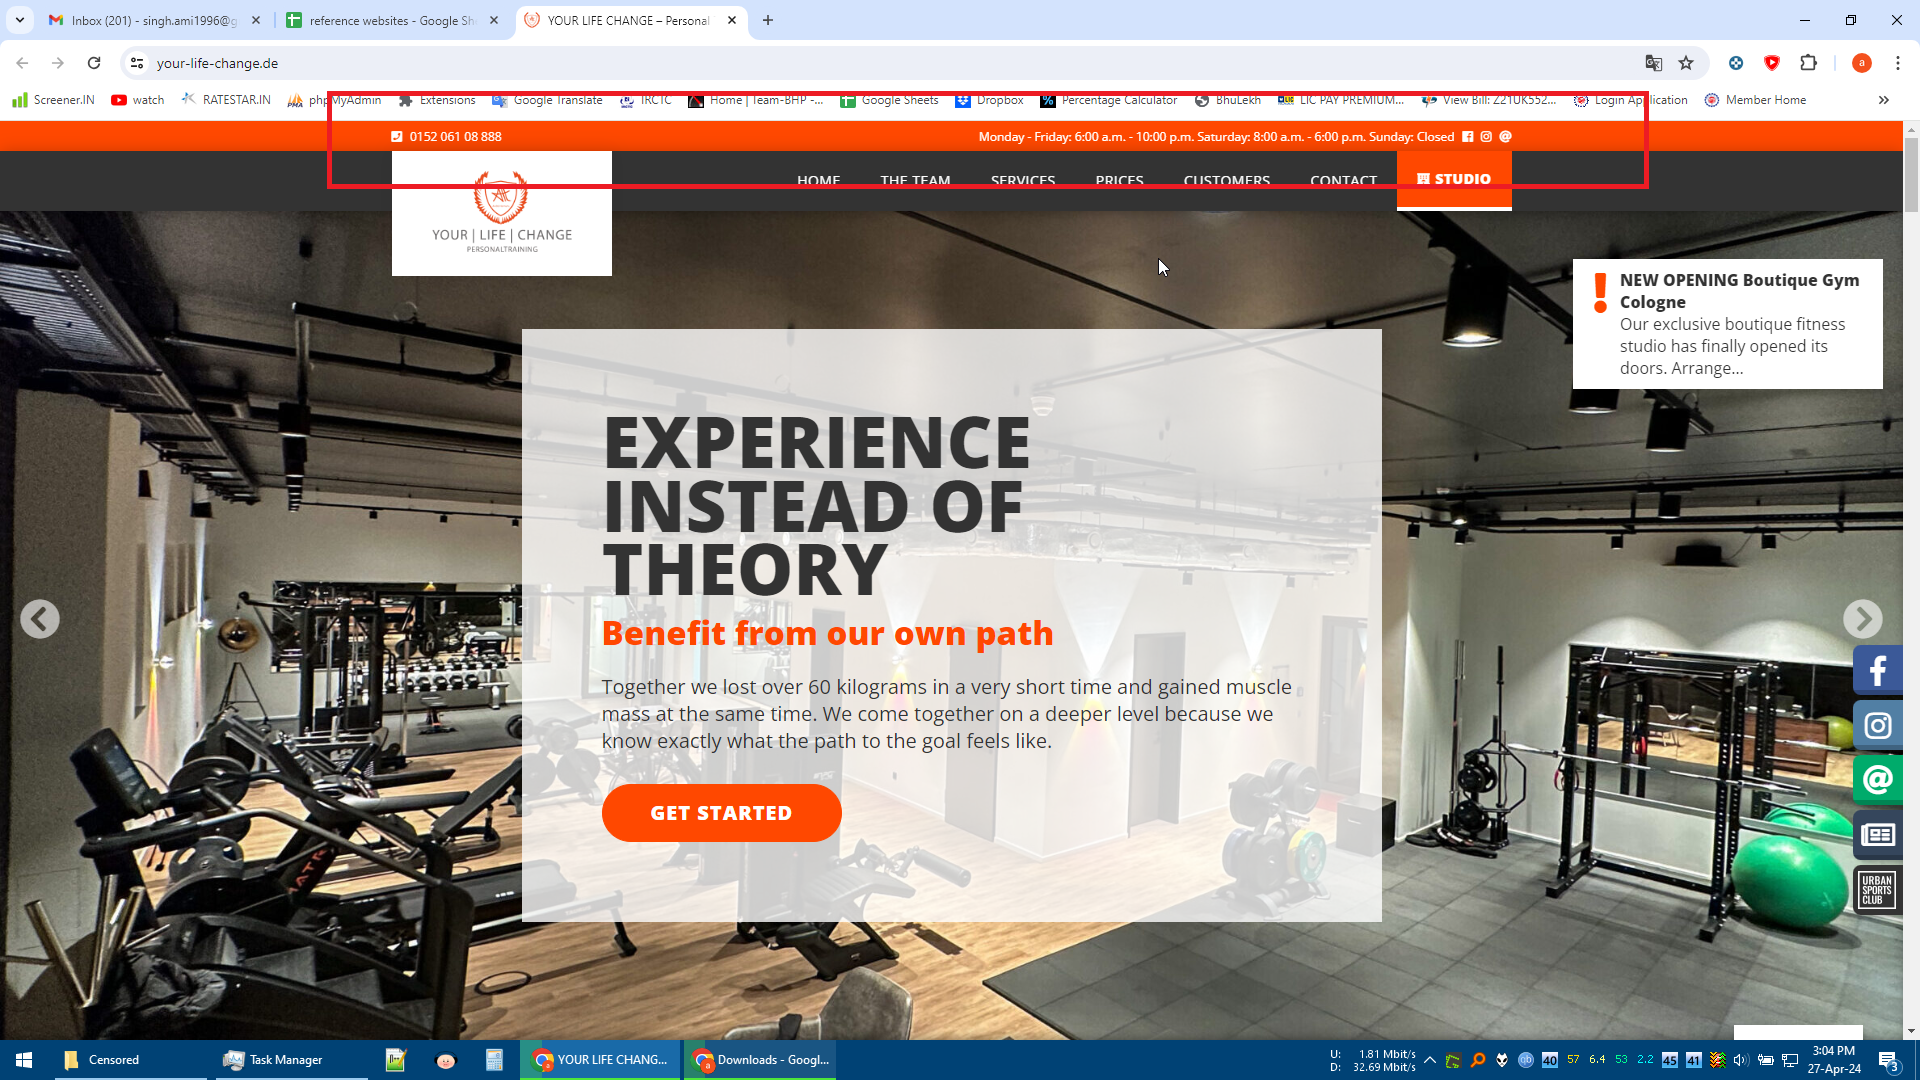 Inbox (201) - singh.ami1996@g
reference websites - Google She
YOUR LIFE CHANGE – Personal
your-life-change.de
Screener.IN
watch
RATESTAR.IN
phpMyAdmin
Extensions
Google Translate
IRCTC
Home | Team-BHP -...
Google Sheets
Dropbox
Percentage Calculator
BhuLekh
LIC PAY PREMIUM...
View Bill: Z21UK552...
Login Application
Member Home
0152 061 08 888
Monday - Friday: 6:00 a.m. - 10:00 p.m. Saturday: 8:00 a.m. - 6:00 p.m. Sunday: Closed
HOME
THE TEAM
SERVICES
PRICES
CUSTOMERS
CONTACT
STUDIO
YOUR | LIFE | CHANGE
PERSONALTRAINING
NEW OPENING Boutique Gym
Cologne
Our exclusive boutique fitness
studio has finally opened its
doors. Arrange...
EXPERIENCE
INSTEAD OF
THEORY
Benefit from our own path
Together we lost over 60 kilograms in a very short time and gained muscle
mass at the same time. We come together on a deeper level because we
know exactly what the path to the goal feels like.
GET STARTED
URBAN
SPORTS
CLUB
Censored
Task Manager
YOUR LIFE CHANG...
Downloads - Googl...
U: 1.81 Mbit/s
D: 32.69 Mbit/s
40
57
6.4
53
2.2
45
41
3:04 PM
27-Apr-24
3